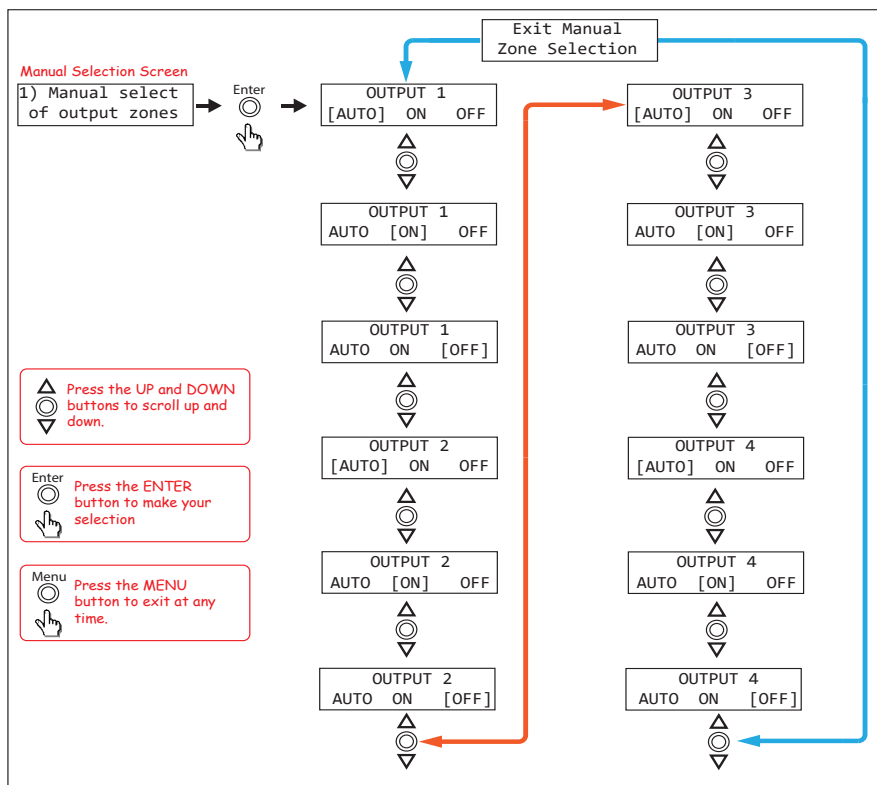 Exit Manual
Zone Selection
Manual Selection Screen
1) Manual select
of output zones
Enter
OUTPUT 1
[AUTO] ON OFF
OUTPUT 1
AUTO [ON] OFF
OUTPUT 1
AUTO ON [OFF]
OUTPUT 2
[AUTO] ON OFF
OUTPUT 2
AUTO [ON] OFF
OUTPUT 2
AUTO ON [OFF]
OUTPUT 3
[AUTO] ON OFF
OUTPUT 3
AUTO [ON] OFF
OUTPUT 3
AUTO ON [OFF]
OUTPUT 4
[AUTO] ON OFF
OUTPUT 4
AUTO [ON] OFF
OUTPUT 4
AUTO ON [OFF]
Press the UP and DOWN
buttons to scroll up and
down.
Enter
Press the ENTER
button to make your
selection
Menu
Press the MENU
button to exit at any
time.